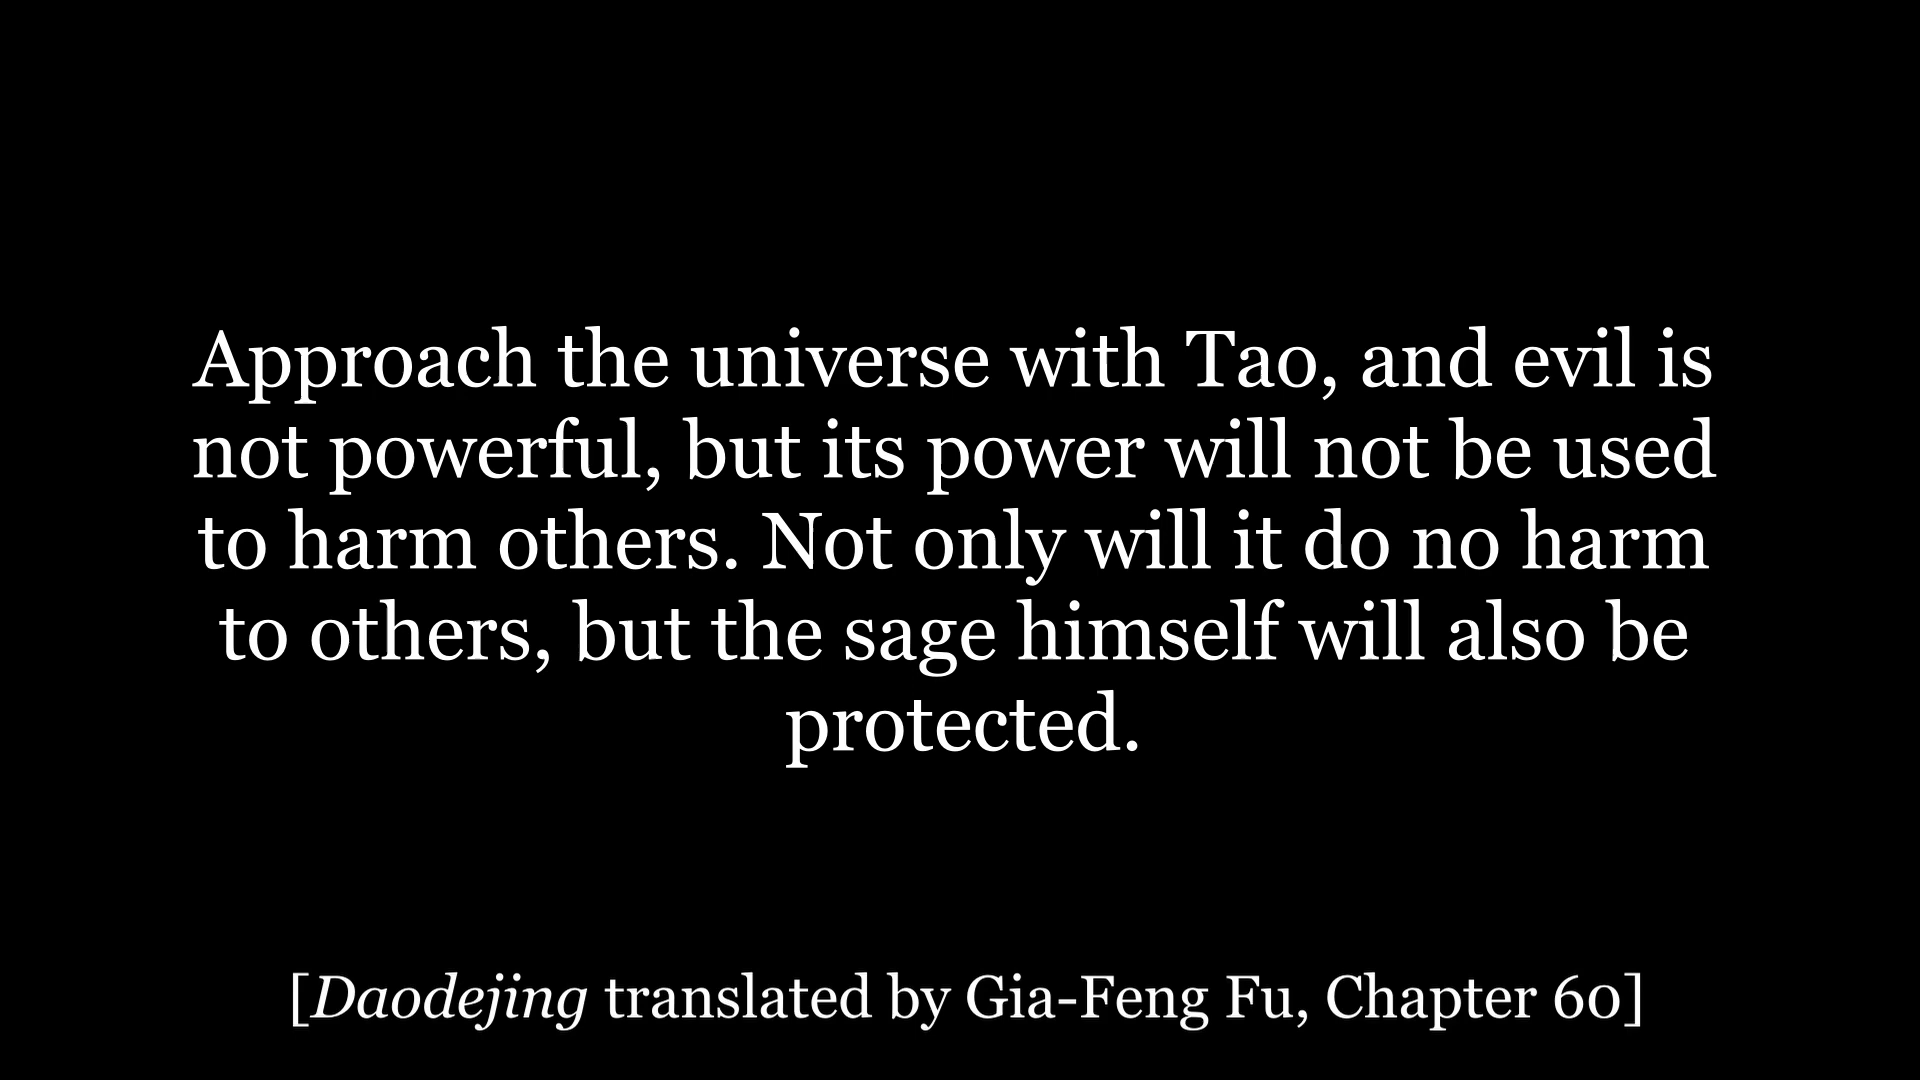 Approach the universe with Tao, and evil is
not powerful, but its power will not be used
to harm others. Not only will it do no harm
to others, but the sage himself will also be
protected.
[Daodejing translated by Gia-Feng Fu, Chapter 60]